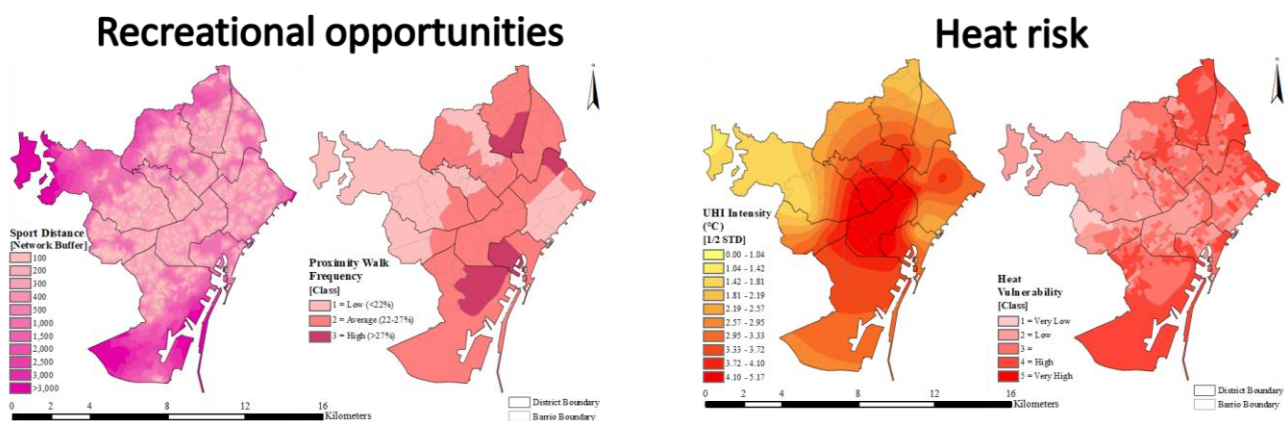 Recreational opportunities
N
Sport Distance
[Network Buffer]
100
200
300
400
500
1,000
1,500
2,000
2,500
3,000
>3,000
Proximity Walk
Frequency
[Class]
1 = Low (<22%)
2 = Average (22-27%)
3 = High (>27%)
0 2 4 8 12 16
Kilometers
District Boundary
Barrio Boundary
Heat risk
N
UHI Intensity
(°C)
[1/2 STD]
0.00 - 1.04
1.04 - 1.42
1.42 - 1.81
1.81 - 2.19
2.19 - 2.57
2.57 - 2.95
2.95 - 3.33
3.33 - 3.72
3.72 - 4.10
4.10 - 5.17
Heat
Vulnerability
[Class]
1 = Very Low
2 = Low
3 =
4 = High
5 = Very High
0 2 4 8 12 16
Kilometers
District Boundary
Barrio Boundary